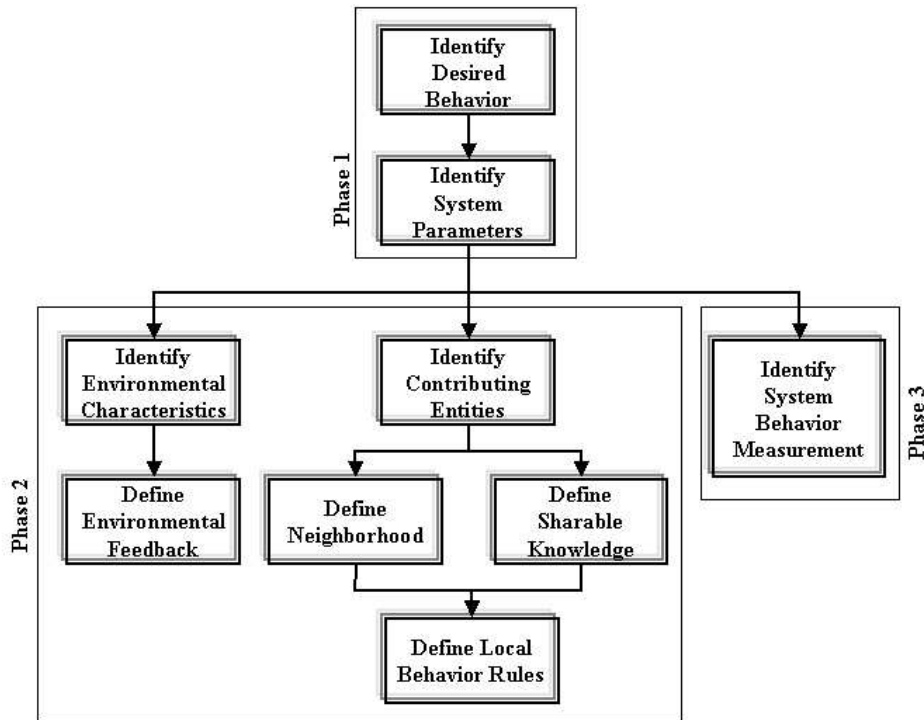 Phase 1
Identify
Desired
Behavior
Identify
System
Parameters
Phase 2
Identify
Environmental
Characteristics
Identify
Contributing
Entities
Define
Environmental
Feedback
Define
Neighborhood
Define
Sharable
Knowledge
Define Local
Behavior Rules
Phase 3
Identify
System
Behavior
Measurement